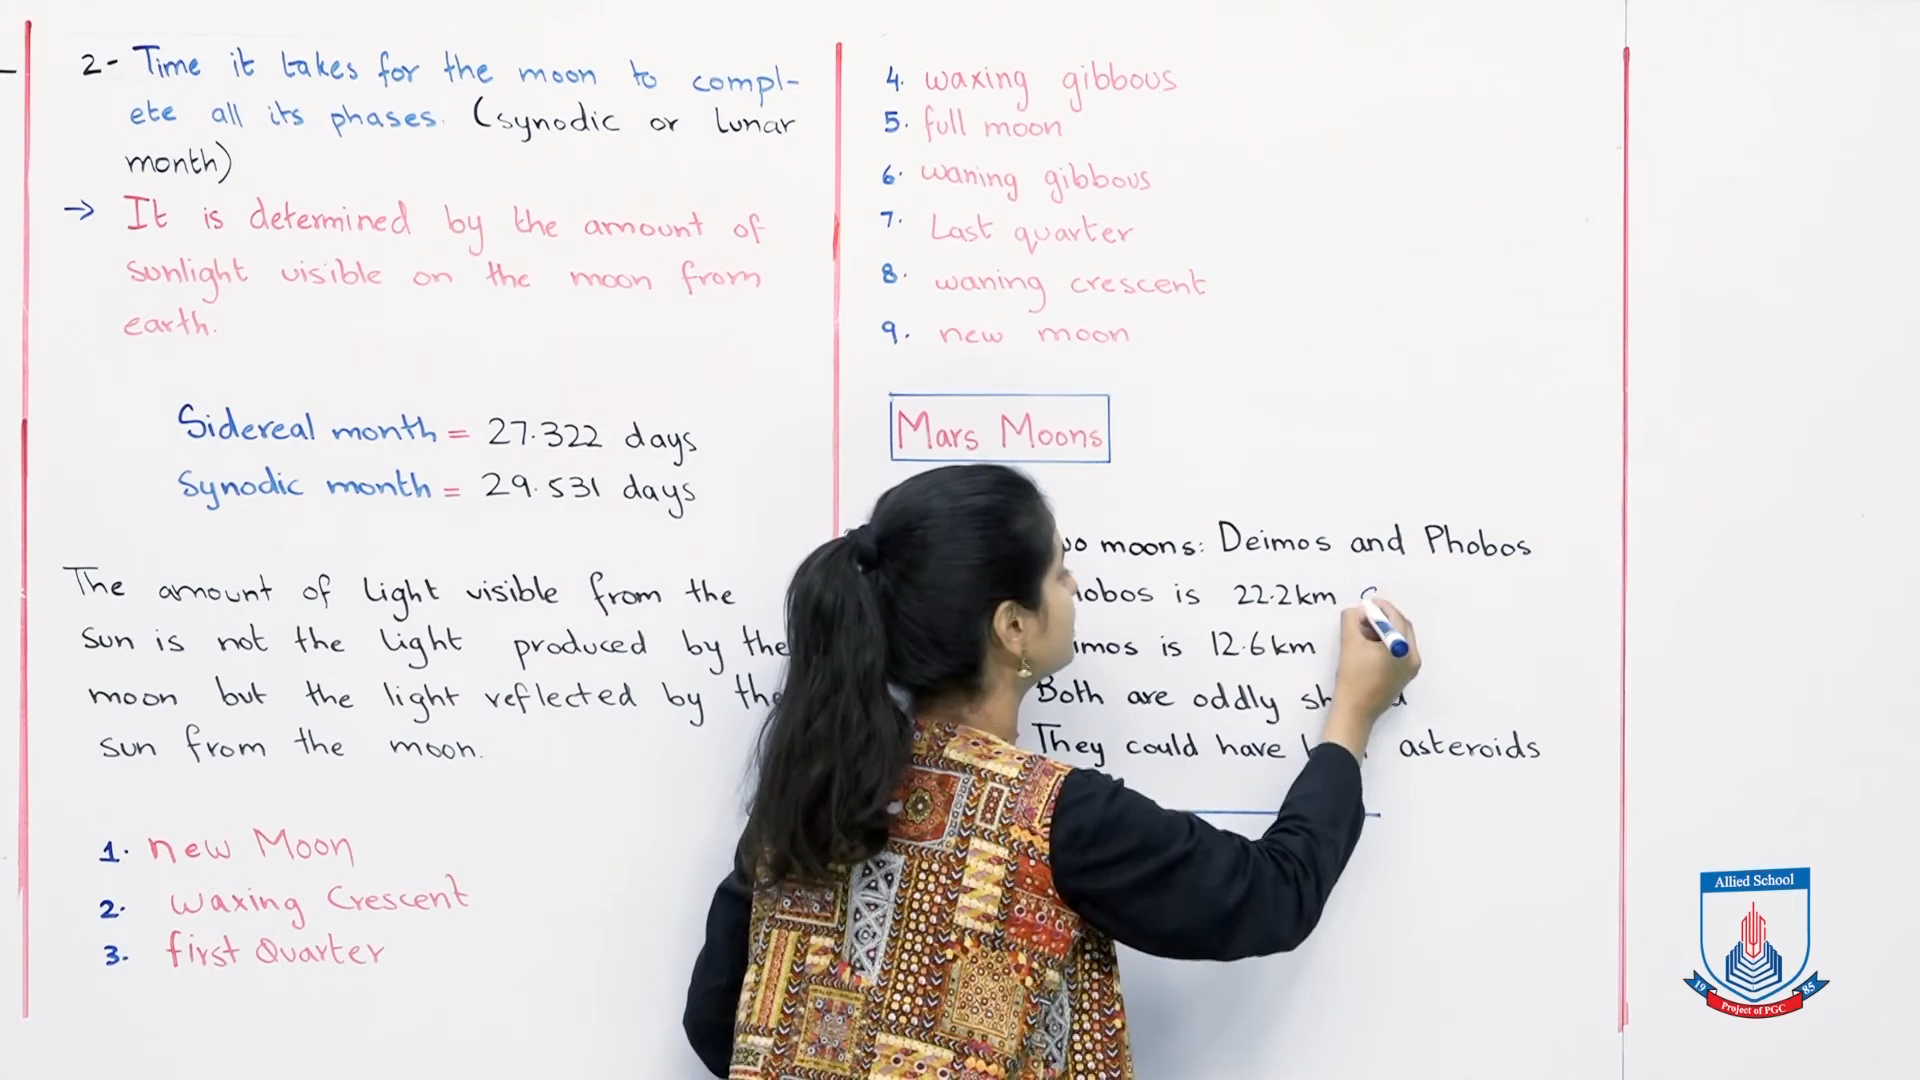 2- Time it takes for the moon to compl-
ete all its phases. (synodic or lunar
month)
→ It is determined by the amount of
sunlight visible on the moon from
earth.
Sidereal month = 27.322 days
Synodic month = 29.531 days
The amount of light visible from the
sun is not the light produced by the
moon but the light reflected by the
sun from the moon.
1. new Moon
2. waxing Crescent
3. first Quarter
4. waxing gibbous
5. full moon
6. waning gibbous
7. Last quarter
8. waning crescent
9. new moon
Mars Moons
moons: Deimos and Phobos
is 22.2km
is 12.6km
Both are oddly
They could have asteroids
Allied School
19 85
Project of PGC